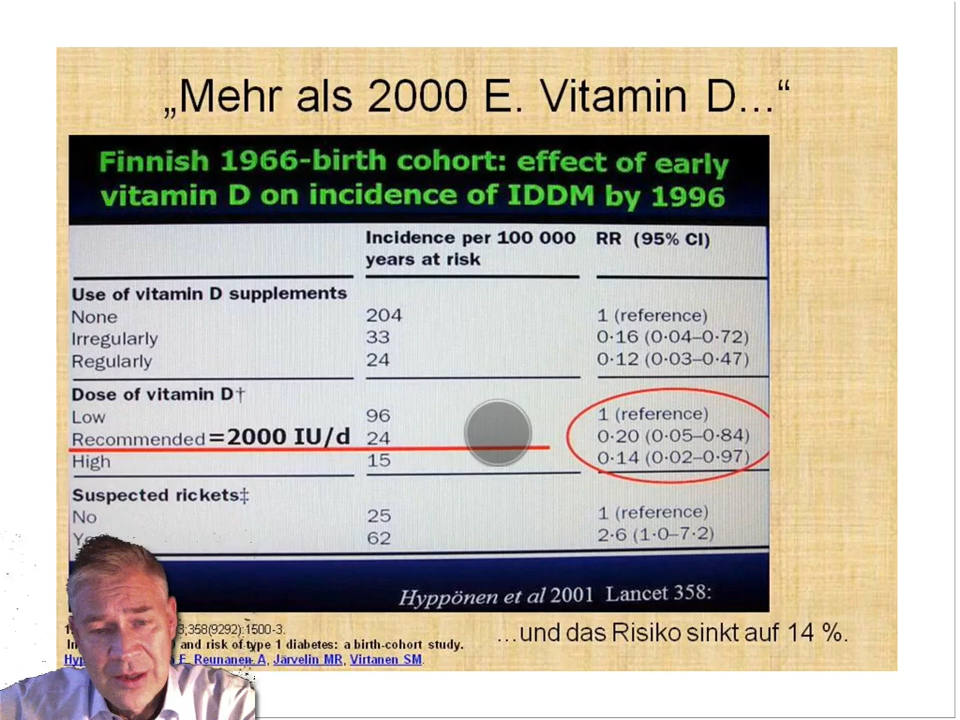 „Mehr als 2000 E. Vitamin D...“
Finnish 1966-birth cohort: effect of early
vitamin D on incidence of IDDM by 1996
Incidence per 100 000 RR (95% CI)
years at risk
Use of vitamin D supplements
None 204 1 (reference)
Irregularly 33 0·16 (0·04–0·72)
Regularly 24 0·12 (0·03–0·47)
Dose of vitamin D†
Low 96 1 (reference)
Recommended =2000 IU/d 24 0·20 (0·05–0·84)
High 15 0·14 (0·02–0·97)
Suspected rickets‡
No 25 1 (reference)
62 2·6 (1·0–7·2)
Hyppönen et al 2001 Lancet 358:
...und das Risiko sinkt auf 14 %.
;358(9292):1500-3.
and risk of type 1 diabetes: a birth-cohort study.
E, Reunanen A, Järvelin MR, Virtanen SM.